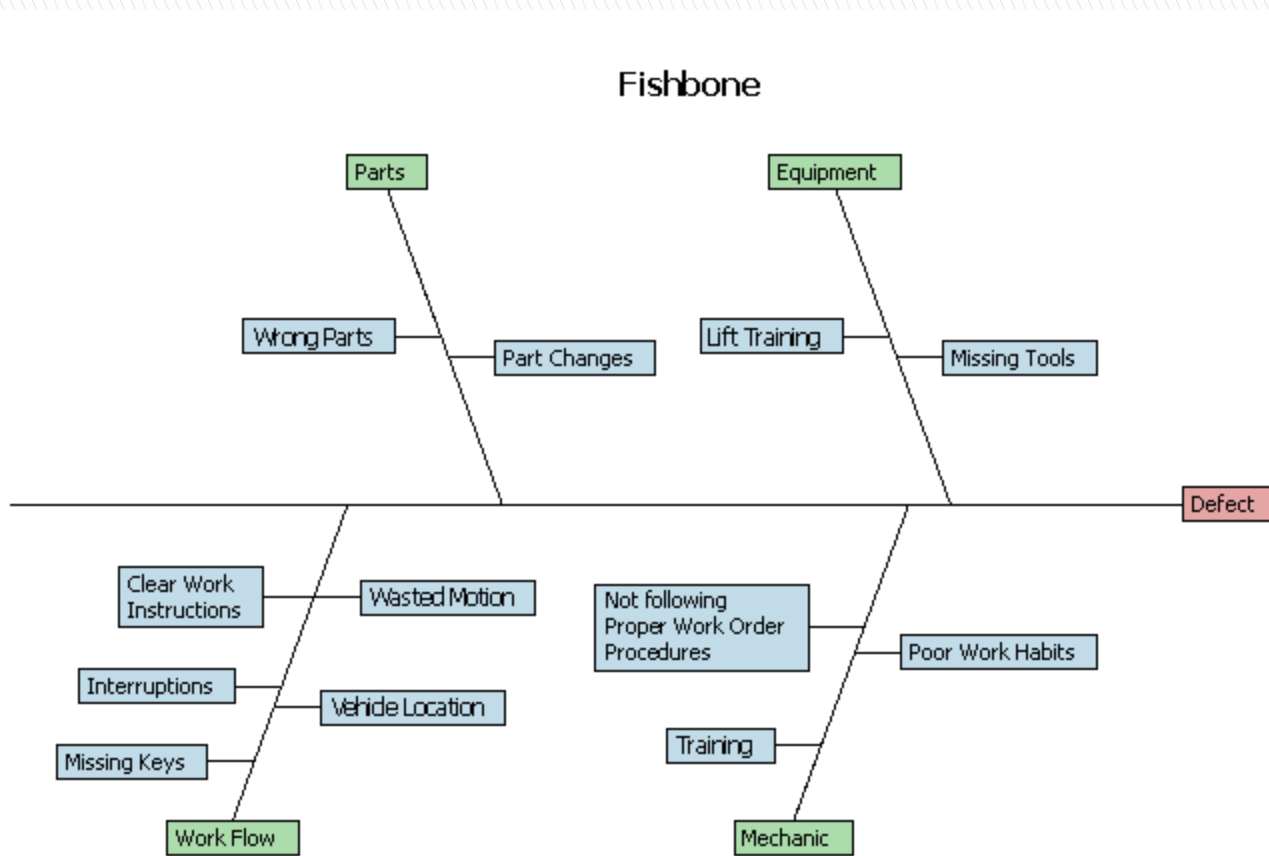 Fishbone
Parts
Equipment
Wrong Parts
Part Changes
Lift Training
Missing Tools
Defect
Clear Work
Instructions
Wasted Motion
Not following
Proper Work Order
Procedures
Poor Work Habits
Interruptions
Vehicle Location
Training
Missing Keys
Work Flow
Mechanic